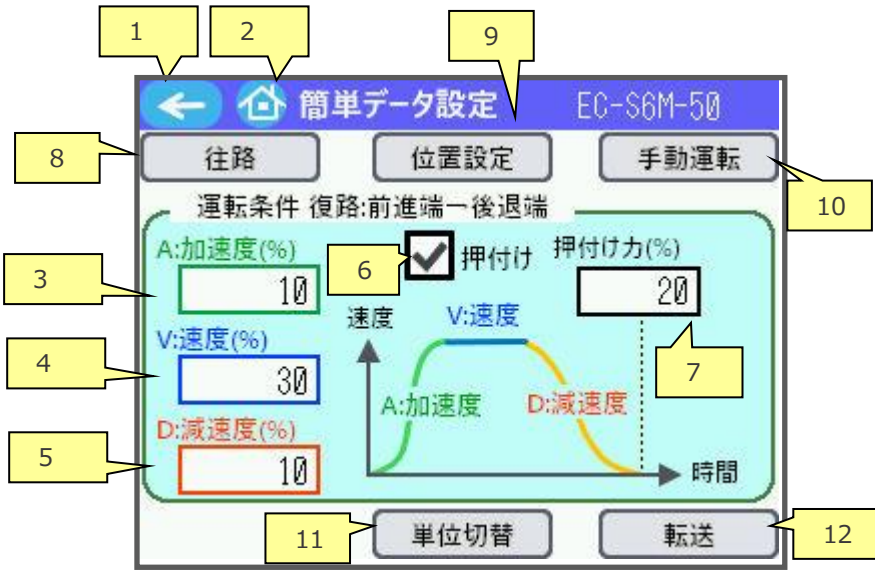 1
2
9
簡単データ設定 EC-S6M-50
8
往路
位置設定
手動運転
10
運転条件 復路:前進端→後退端
A:加速度(%)
10
3
6
押付け
押付け力(%)
20
7
V:速度(%)
30
4
D:減速度(%)
10
5
速度
V:速度
A:加速度
D:減速度
時間
11
単位切替
転送
12